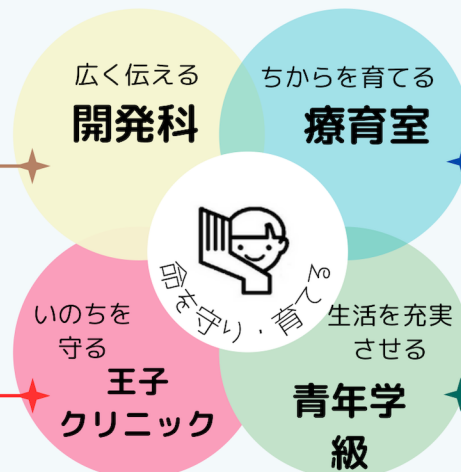 広く伝える
開発科
ちからを育てる
療育室
命を守り・育てる
いのちを
守る
王子
クリニック
生活を充実
させる
青年学
級